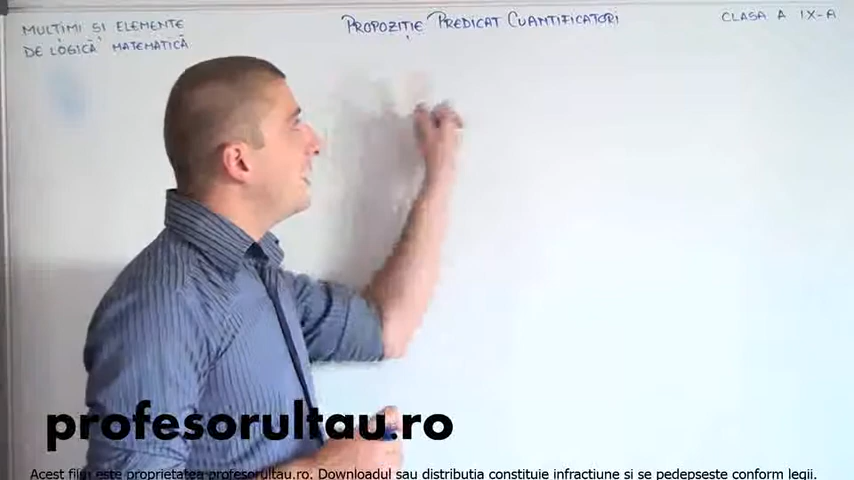 MULTIMI SI ELEMENTE
DE LOGICĂ MATEMATICĂ
PROPOZIȚIE PREDICAT CUANTIFICATORI
CLASA A IX-A
profesorultau.ro
Acest film este proprietatea profesorultau.ro. Downloadul sau distributia constituie infractiune si se pedepseste conform legii.